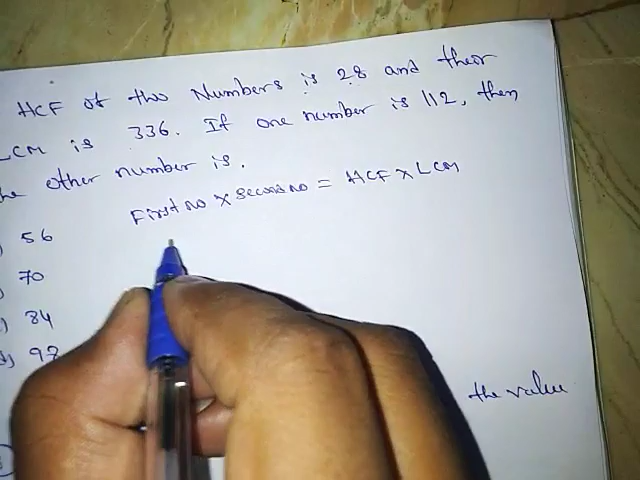 HCF of two Numbers is 28 and their
LCM is 336. If one number is 112, then
the other number is.
First no x second no = HCF x LCM
56
70
84
d) 98
the value